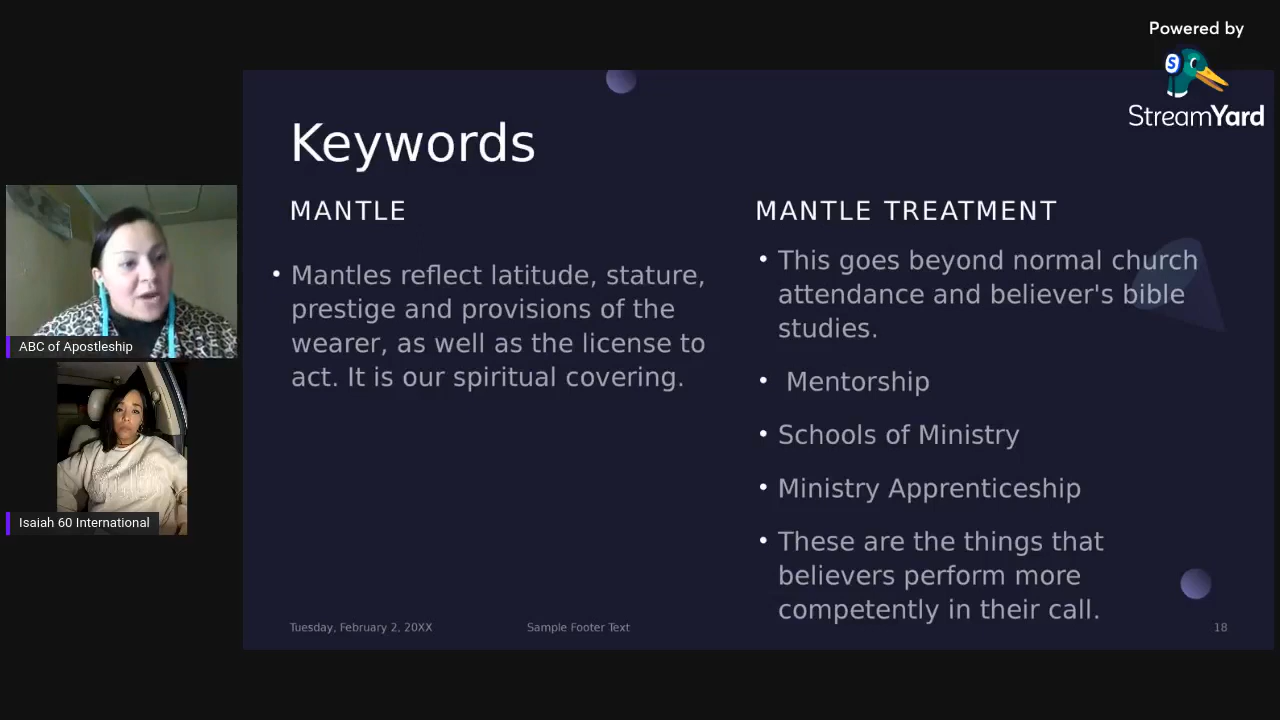 Powered by
StreamYard
Keywords
MANTLE
• Mantles reflect latitude, stature,
prestige and provisions of the
wearer, as well as the license to
act. It is our spiritual covering.
MANTLE TREATMENT
• This goes beyond normal church
attendance and believer's bible
studies.
• Mentorship
• Schools of Ministry
• Ministry Apprenticeship
• These are the things that
believers perform more
competently in their call.
Tuesday, February 2, 20XX
Sample Footer Text
18
ABC of Apostleship
Isaiah 60 International